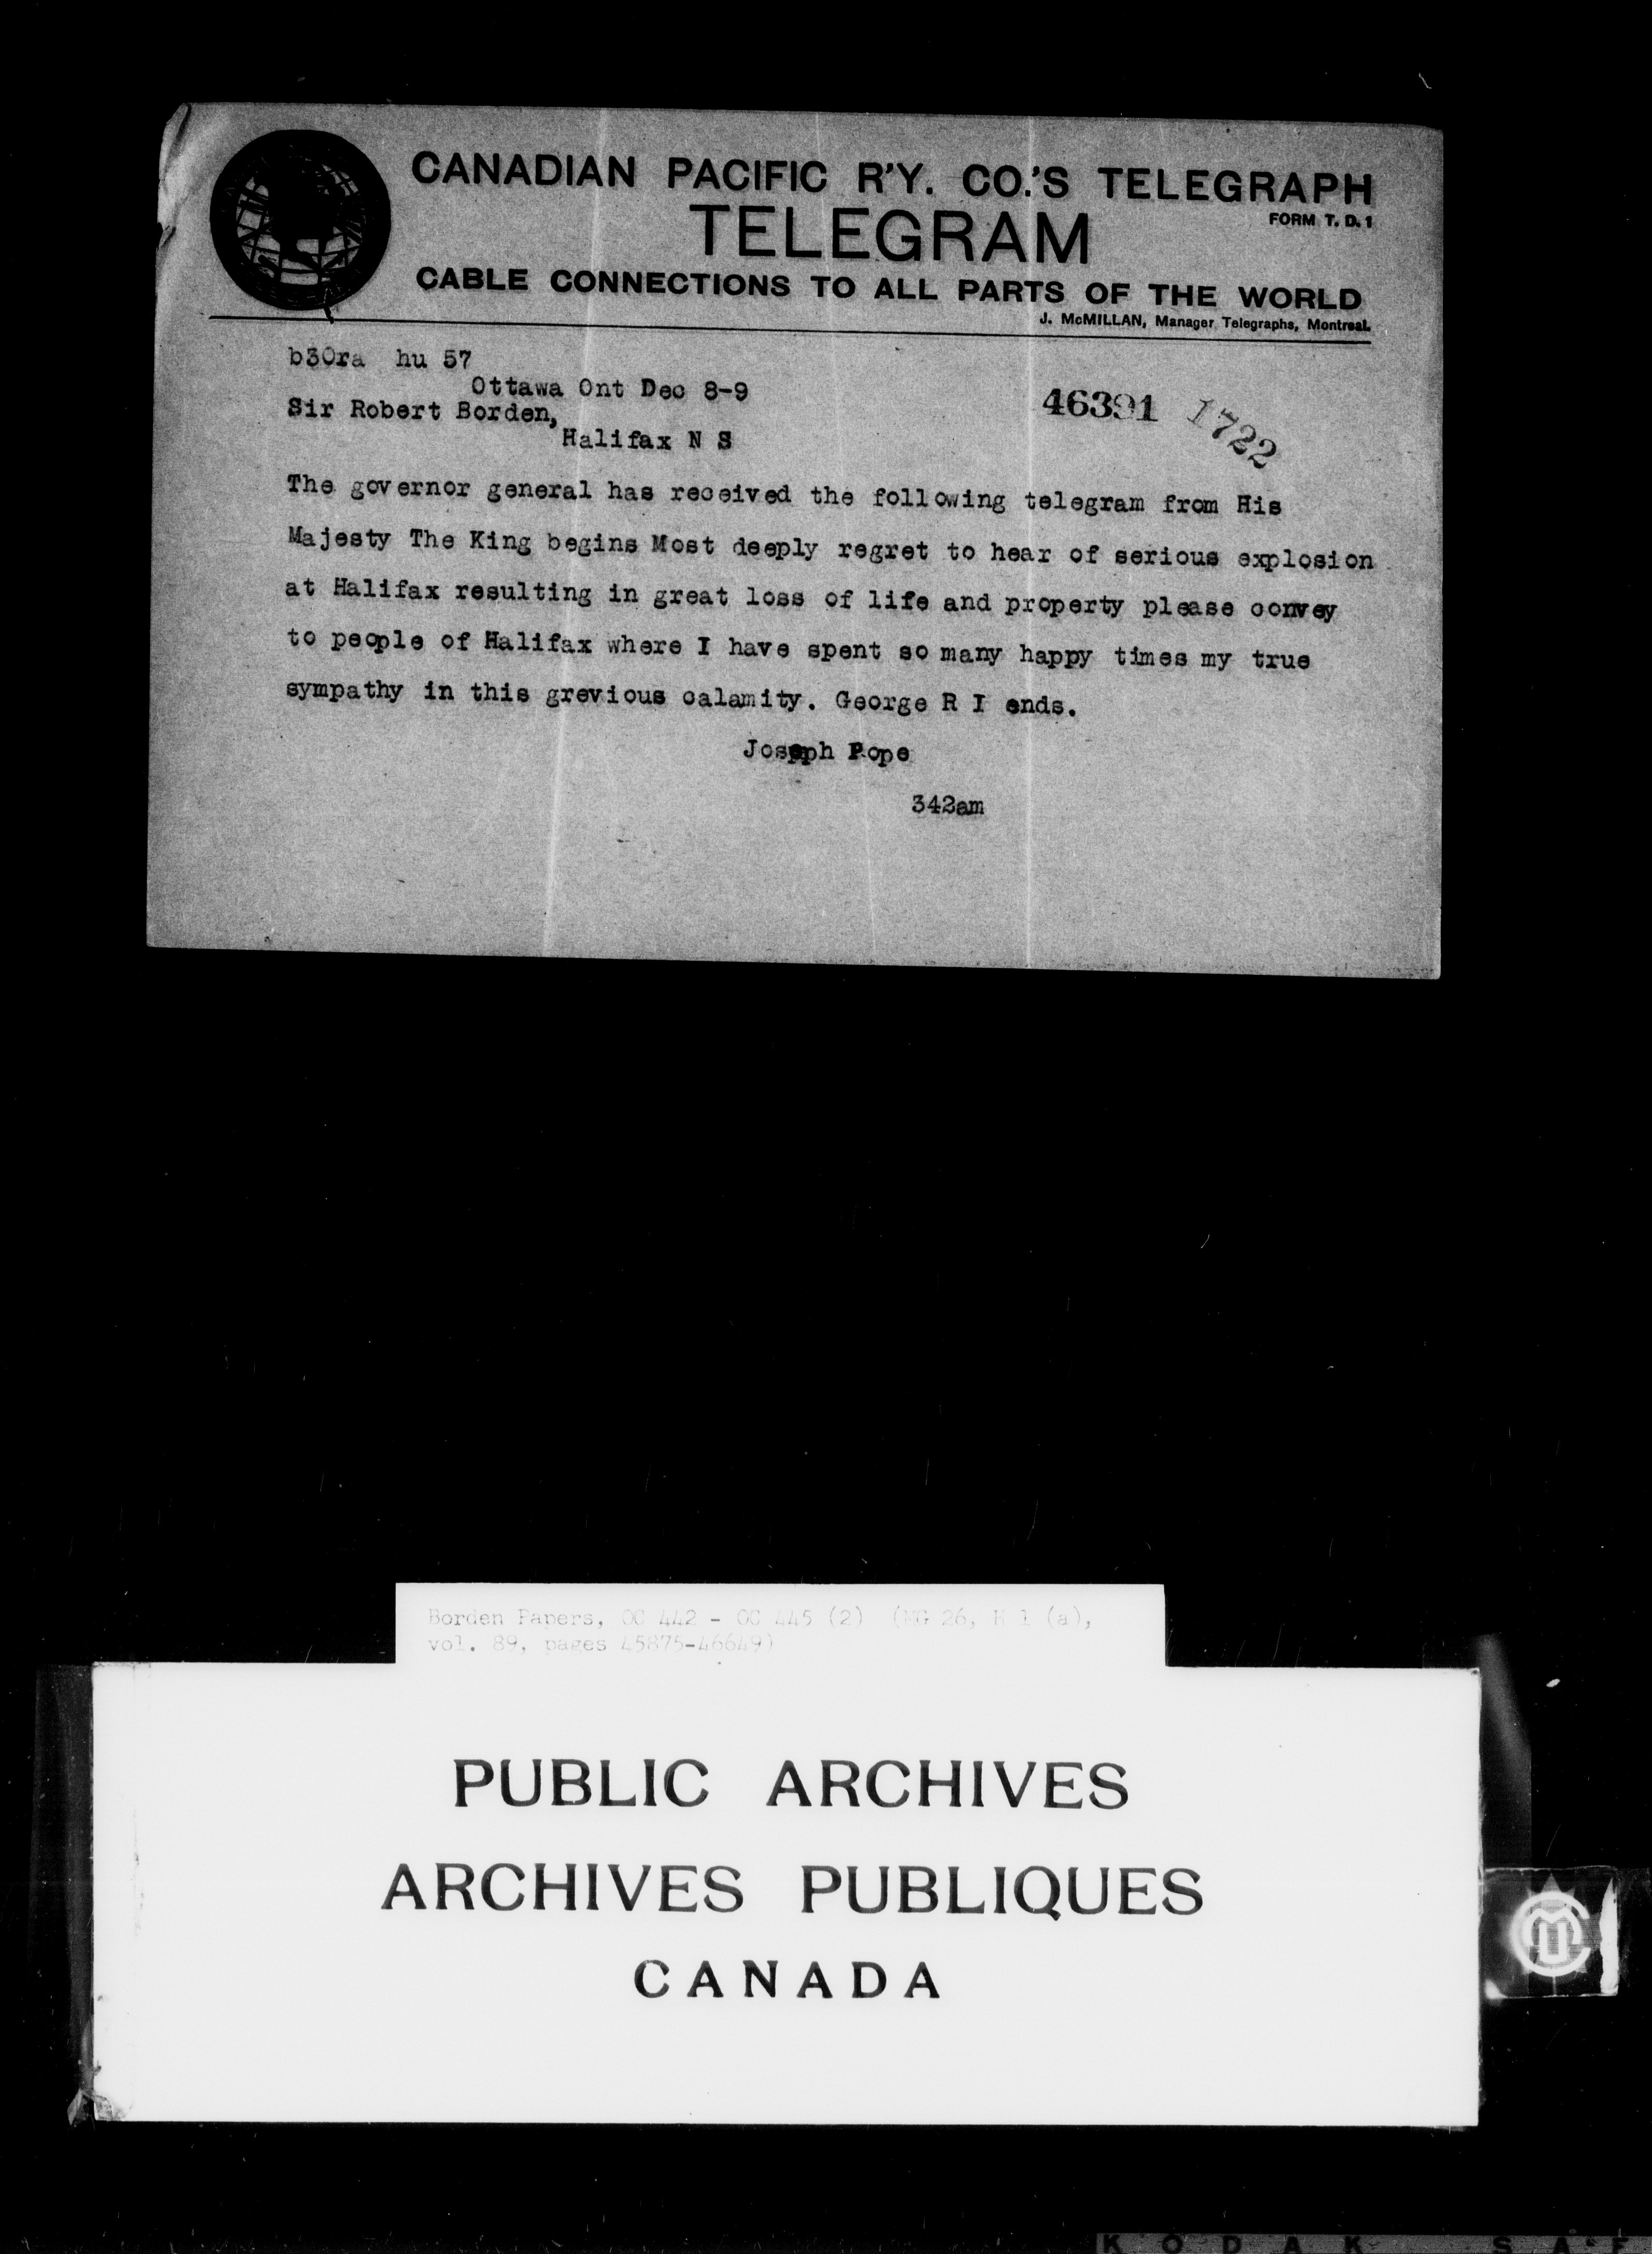 CANADIAN PACIFIC R'Y. CO.'S TELEGRAPH
TELEGRAM
FORM T. D. 1
CABLE CONNECTIONS TO ALL PARTS OF THE WORLD
J. McMILLAN, Manager Telegraphs, Montreal.
b30ra hu 57
Ottawa Ont Dec 8-9
46391 1722
Sir Robert Borden,
Halifax N S
The governor general has received the following telegram from His
Majesty The King begins Most deeply regret to hear of serious explosion
at Halifax resulting in great loss of life and property please convey
to people of Halifax where I have spent so many happy times my true
sympathy in this grevious calamity. George R I ends.
Joseph Pope
342am
Borden Papers, OC 442 - OC 445 (2) (MG 26, H 1 (a),
vol. 89, pages 45875-46649)
PUBLIC ARCHIVES
ARCHIVES PUBLIQUES
CANADA
KODAK SAF